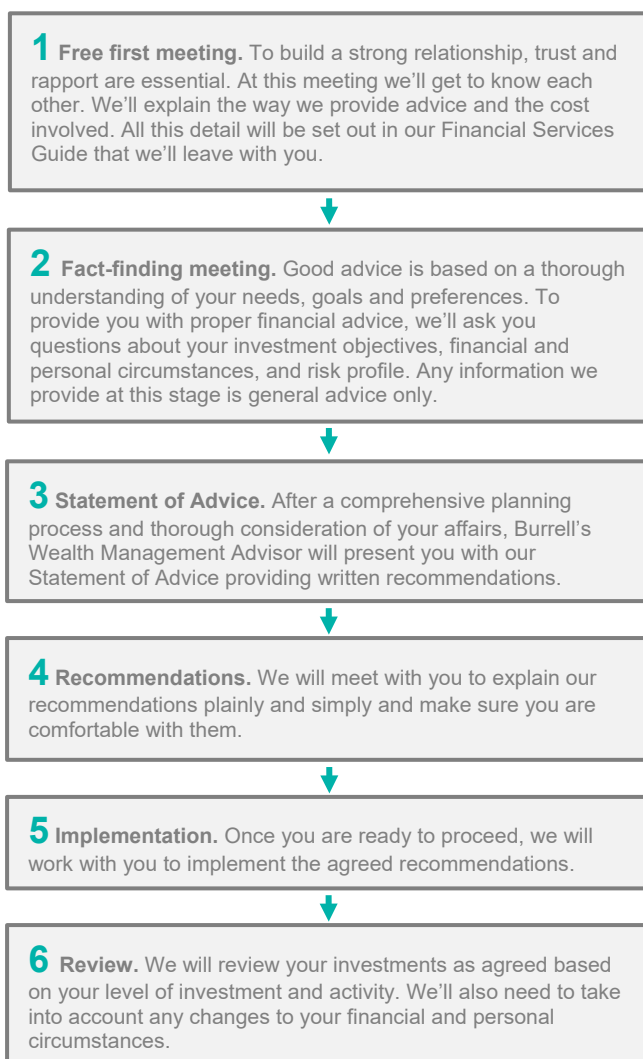 1 Free first meeting. To build a strong relationship, trust and
rapport are essential. At this meeting we’ll get to know each
other. We’ll explain the way we provide advice and the cost
involved. All this detail will be set out in our Financial Services
Guide that we’ll leave with you.
2 Fact-finding meeting. Good advice is based on a thorough
understanding of your needs, goals and preferences. To
provide you with proper financial advice, we’ll ask you
questions about your investment objectives, financial and
personal circumstances, and risk profile. Any information we
provide at this stage is general advice only.
3 Statement of Advice. After a comprehensive planning
process and thorough consideration of your affairs, Burrell’s
Wealth Management Advisor will present you with our
Statement of Advice providing written recommendations.
4 Recommendations. We will meet with you to explain our
recommendations plainly and simply and make sure you are
comfortable with them.
5 Implementation. Once you are ready to proceed, we will
work with you to implement the agreed recommendations.
6 Review. We will review your investments as agreed based
on your level of investment and activity. We’ll also need to take
into account any changes to your financial and personal
circumstances.